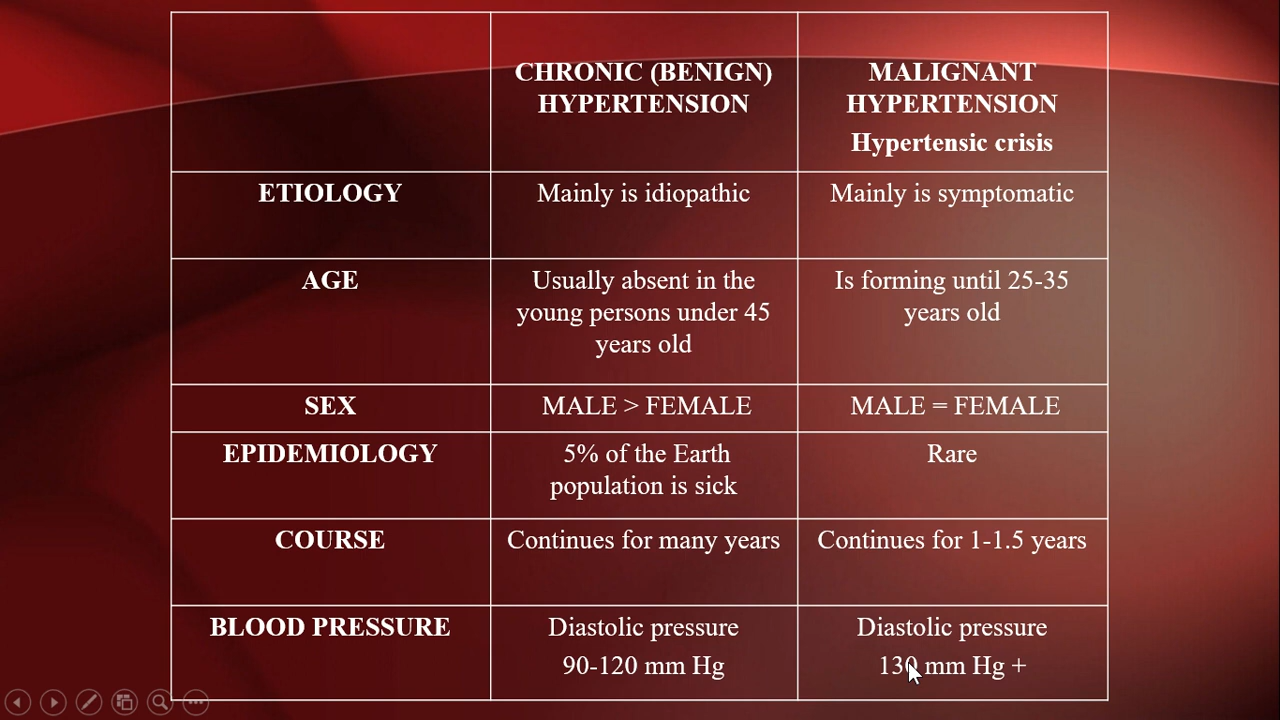 CHRONIC (BENIGN)
HYPERTENSION
MALIGNANT
HYPERTENSION
Hypertensic crisis
ETIOLOGY
Mainly is idiopathic
Mainly is symptomatic
AGE
Usually absent in the
young persons under 45
years old
Is forming until 25-35
years old
SEX
MALE > FEMALE
MALE = FEMALE
EPIDEMIOLOGY
5% of the Earth
population is sick
Rare
COURSE
Continues for many years
Continues for 1-1.5 years
BLOOD PRESSURE
Diastolic pressure
90-120 mm Hg
Diastolic pressure
130 mm Hg +